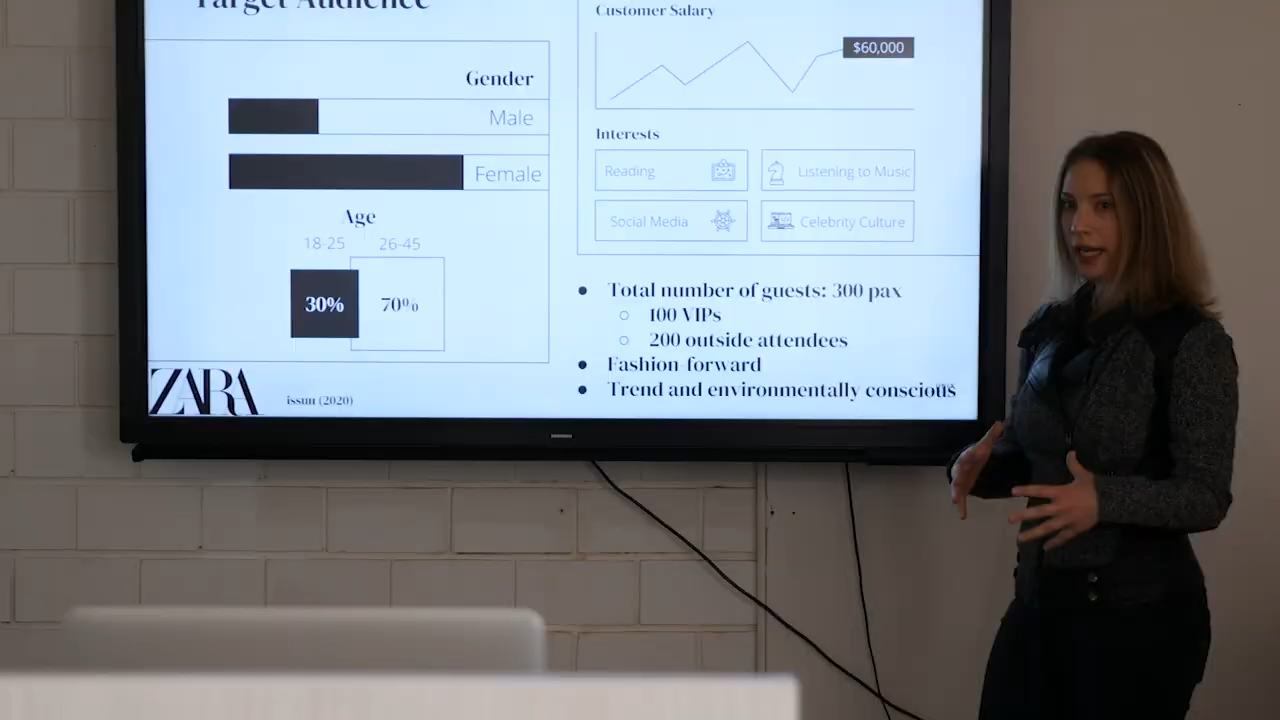 Target Audience
Gender
Male
Female
Age
18-25 26-45
30% 70%
ZARA
issuu (2020)
Customer Salary
$60,000
Interests
Reading
Listening to Music
Social Media
Celebrity Culture
● Total number of guests: 300 pax
○ 100 VIPs
○ 200 outside attendees
● Fashion-forward
● Trend and environmentally conscious